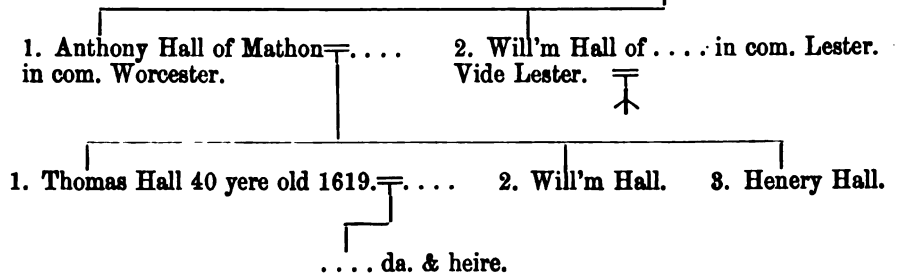 1. Anthony Hall of Mathon=.... 2. Will'm Hall of .... in com. Lester.
in com. Worcester. Vide Lester.
1. Thomas Hall 40 yere old 1619.=.... 2. Will'm Hall. 3. Henery Hall.
.... da. & heire.